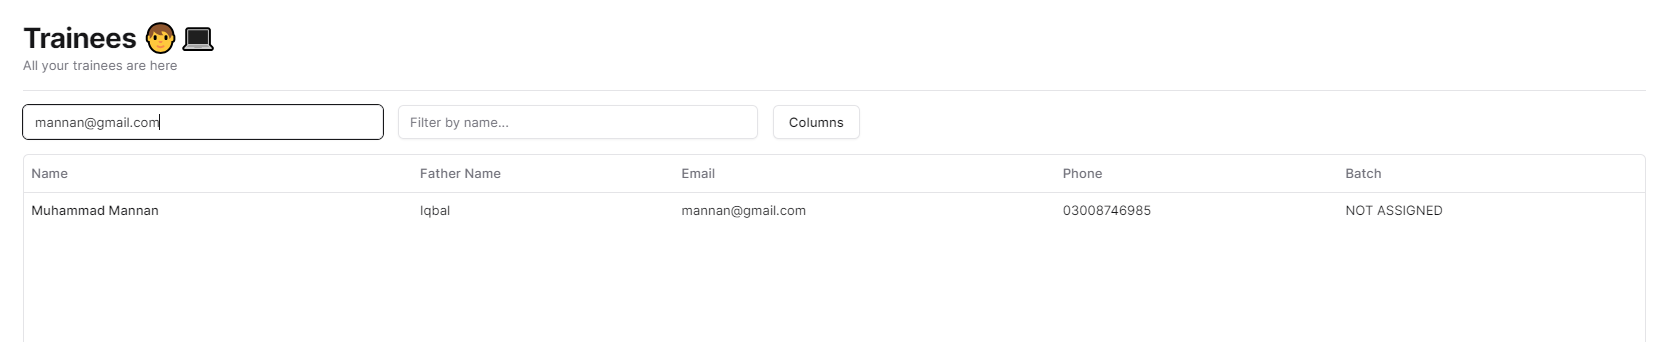 Trainees
All your trainees are here
mannan@gmail.com Filter by name... Columns
Name Father Name Email Phone Batch
Muhammad Mannan Iqbal mannan@gmail.com 03008746985 NOT ASSIGNED